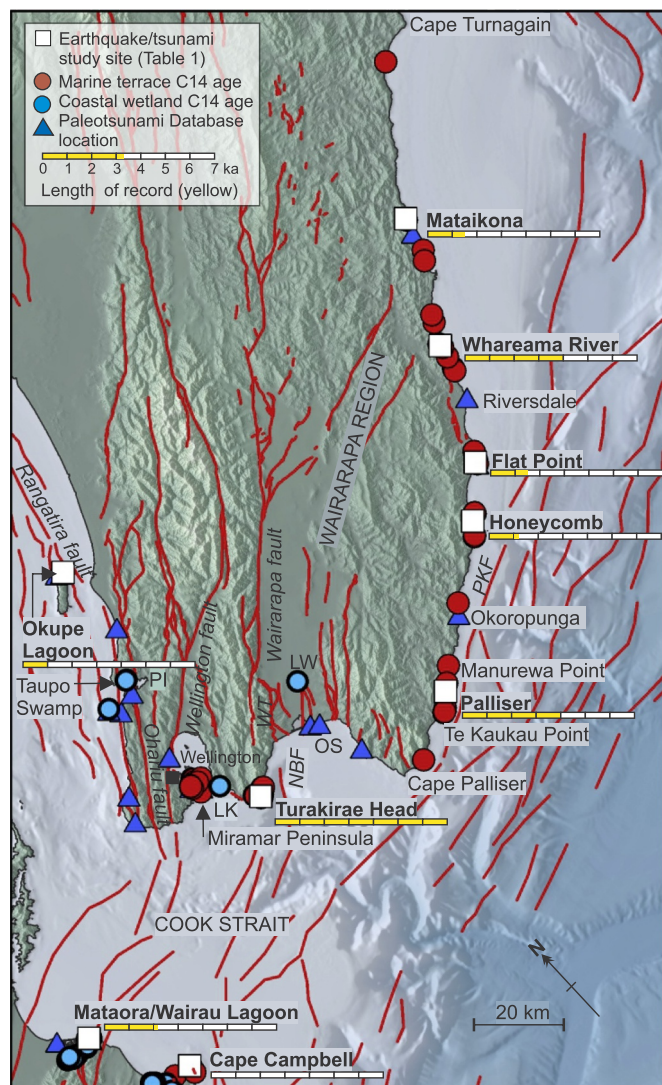 Cape Turnagain
Earthquake/tsunami
study site (Table 1)
Marine terrace C14 age
Coastal wetland C14 age
Paleotsunami Database
location
0 1 2 3 4 5 6 7 ka
Length of record (yellow)
Mataikona
Whareama River
WAIRARAPA REGION
Riversdale
Flat Point
Rangatira fault
Honeycomb
Wairarapa fault
PKF
Wellington fault
Okupe
Lagoon
Okoropunga
LW
Manurewa Point
Taupo
Swamp
PI
Palliser
WT
Te Kaukau Point
OS
NBF
Ohariu fault
Wellington
Cape Palliser
LK
Turakirae Head
Miramar Peninsula
COOK STRAIT
N
20 km
Mataora/Wairau Lagoon
Cape Campbell